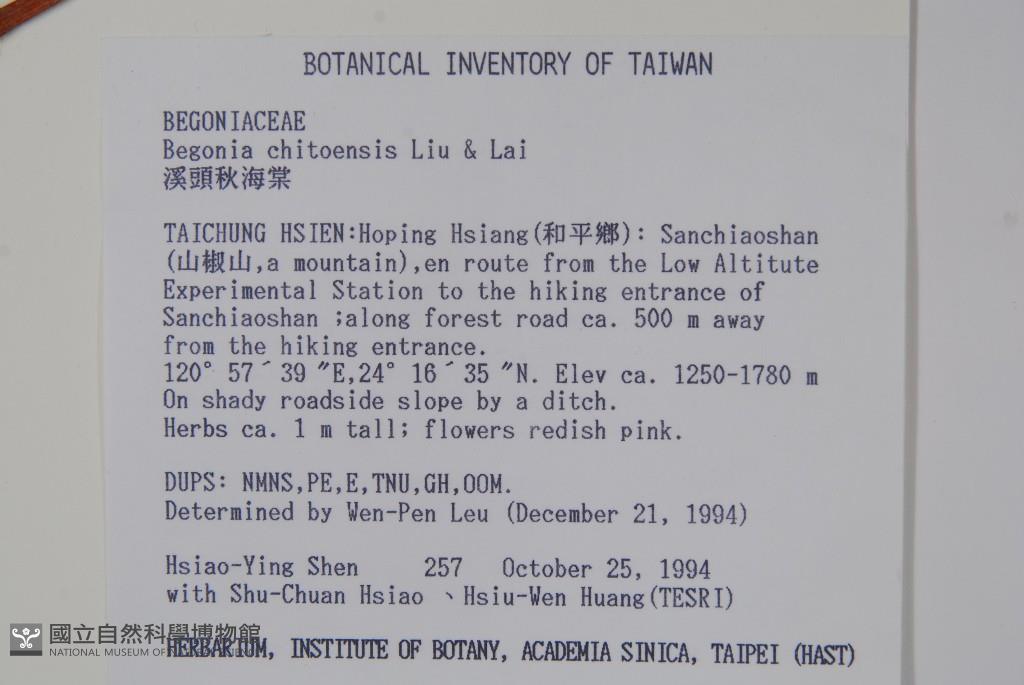 BOTANICAL INVENTORY OF TAIWAN
BEGONIACEAE
Begonia chitoensis Liu & Lai
溪頭秋海棠
TAICHUNG HSIEN:Hoping Hsiang(和平鄉): Sanchiaoshan
(山椒山,a mountain),en route from the Low Altitute
Experimental Station to the hiking entrance of
Sanchiaoshan ;along forest road ca. 500 m away
from the hiking entrance.
120° 57 ˊ 39 ″E,24° 16 ˊ 35 ″N. Elev ca. 1250-1780 m
On shady roadside slope by a ditch.
Herbs ca. 1 m tall; flowers redish pink.
DUPS: NMNS,PE,E,TNU,GH,OOM.
Determined by Wen-Pen Leu (December 21, 1994)
Hsiao-Ying Shen 257 October 25, 1994
with Shu-Chuan Hsiao 、Hsiu-Wen Huang(TESRI)
HERBARIUM, INSTITUTE OF BOTANY, ACADEMIA SINICA, TAIPEI (HAST)
國立自然科學博物館
NATIONAL MUSEUM OF